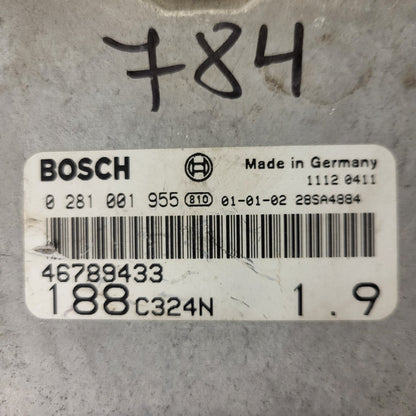 784
BOSCH Made in Germany
1112 0411
0 281 001 955 810 01-01-02 28SA4884
46789433
188 C324N 1.9